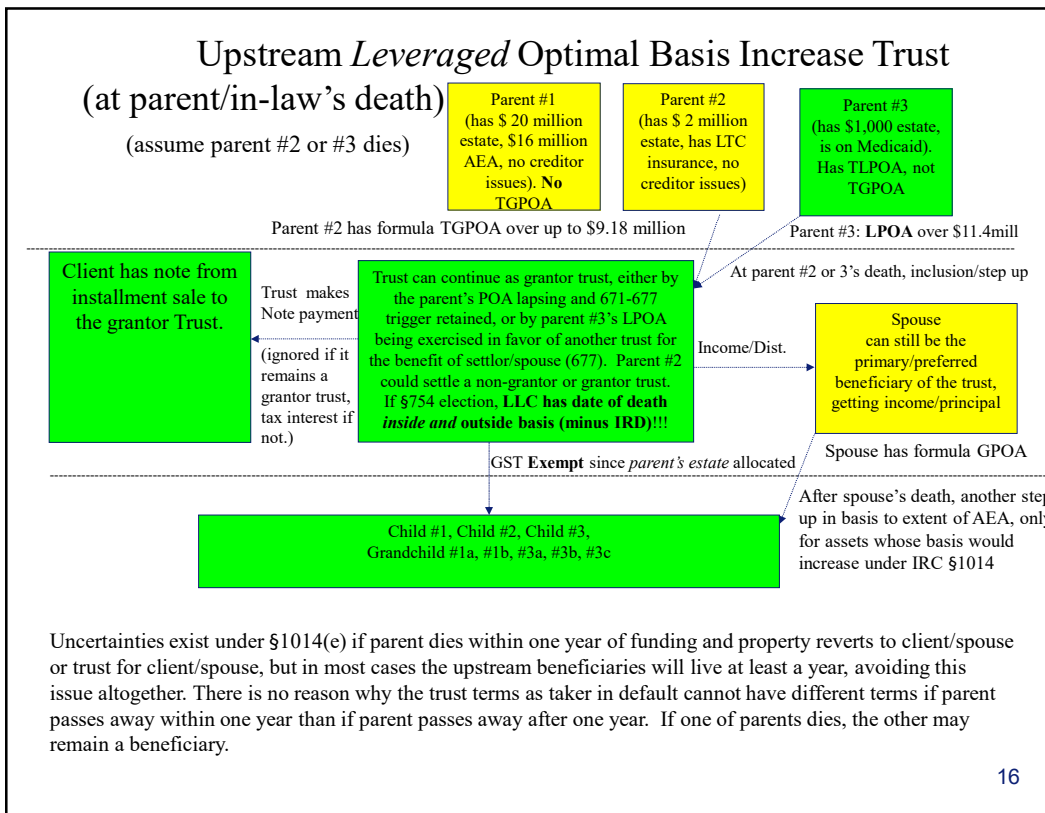 Upstream Leveraged Optimal Basis Increase Trust
(at parent/in-law's death)
(assume parent #2 or #3 dies)
Parent #1
(has $ 20 million
estate, $16 million
AEA, no creditor
issues). No
TGPOA
Parent #2
(has $ 2 million
estate, has LTC
insurance, no
creditor issues)
Parent #3
(has $1,000 estate,
is on Medicaid).
Has TLPOA, not
TGPOA
Parent #2 has formula TGPOA over up to $9.18 million
Parent #3: LPOA over $11.4mill
Client has note from
installment sale to
the grantor Trust.
Trust makes
Note payment
(ignored if it
remains a
grantor trust,
tax interest if
not.)
Trust can continue as grantor trust, either by
the parent's POA lapsing and 671-677
trigger retained, or by parent #3's LPOA
being exercised in favor of another trust for
the benefit of settlor/spouse (677). Parent #2
could settle a non-grantor or grantor trust.
If §754 election, LLC has date of death
inside and outside basis (minus IRD)!!!
At parent #2 or 3's death, inclusion/step up
Income/Dist.
Spouse
can still be the
primary/preferred
beneficiary of the trust,
getting income/principal
GST Exempt since parent's estate allocated
Spouse has formula GPOA
Child #1, Child #2, Child #3,
Grandchild #1a, #1b, #3a, #3b, #3c
After spouse's death, another step
up in basis to extent of AEA, only
for assets whose basis would
increase under IRC §1014
Uncertainties exist under §1014(e) if parent dies within one year of funding and property reverts to client/spouse
or trust for client/spouse, but in most cases the upstream beneficiaries will live at least a year, avoiding this
issue altogether. There is no reason why the trust terms as taker in default cannot have different terms if parent
passes away within one year than if parent passes away after one year. If one of parents dies, the other may
remain a beneficiary.
16